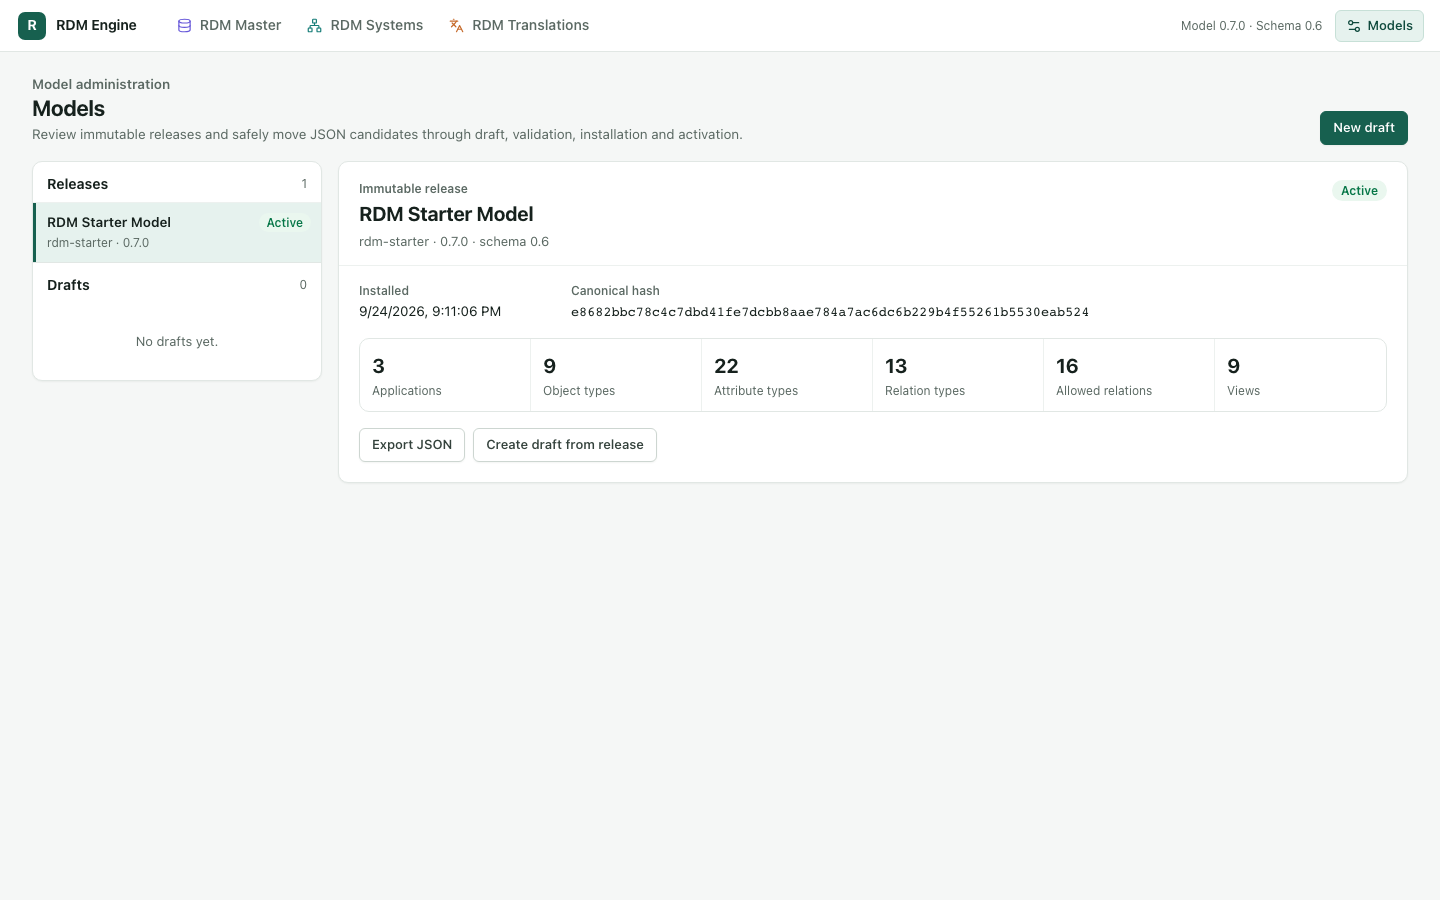 R RDM Engine RDM Master RDM Systems RDM Translations Model 0.7.0 · Schema 0.6 Models
Model administration
Models
Review immutable releases and safely move JSON candidates through draft, validation, installation and activation.
New draft
Releases 1
RDM Starter Model Active
rdm-starter · 0.7.0
Drafts 0
No drafts yet.
Immutable release
Active
RDM Starter Model
rdm-starter · 0.7.0 · schema 0.6
Installed
9/24/2026, 9:11:06 PM
Canonical hash
e8682bbc78c4c7dbd41fe7dcbb8aae784a7ac6dc6b229b4f55261b5530eab524
3
Applications
9
Object types
22
Attribute types
13
Relation types
16
Allowed relations
9
Views
Export JSON
Create draft from release